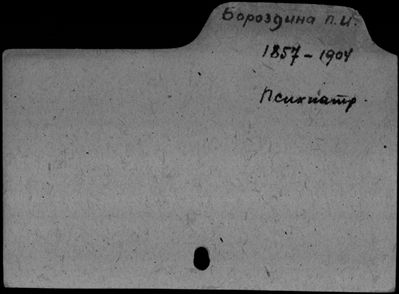 Бороздина П.И.
1857-1904
Психиатр